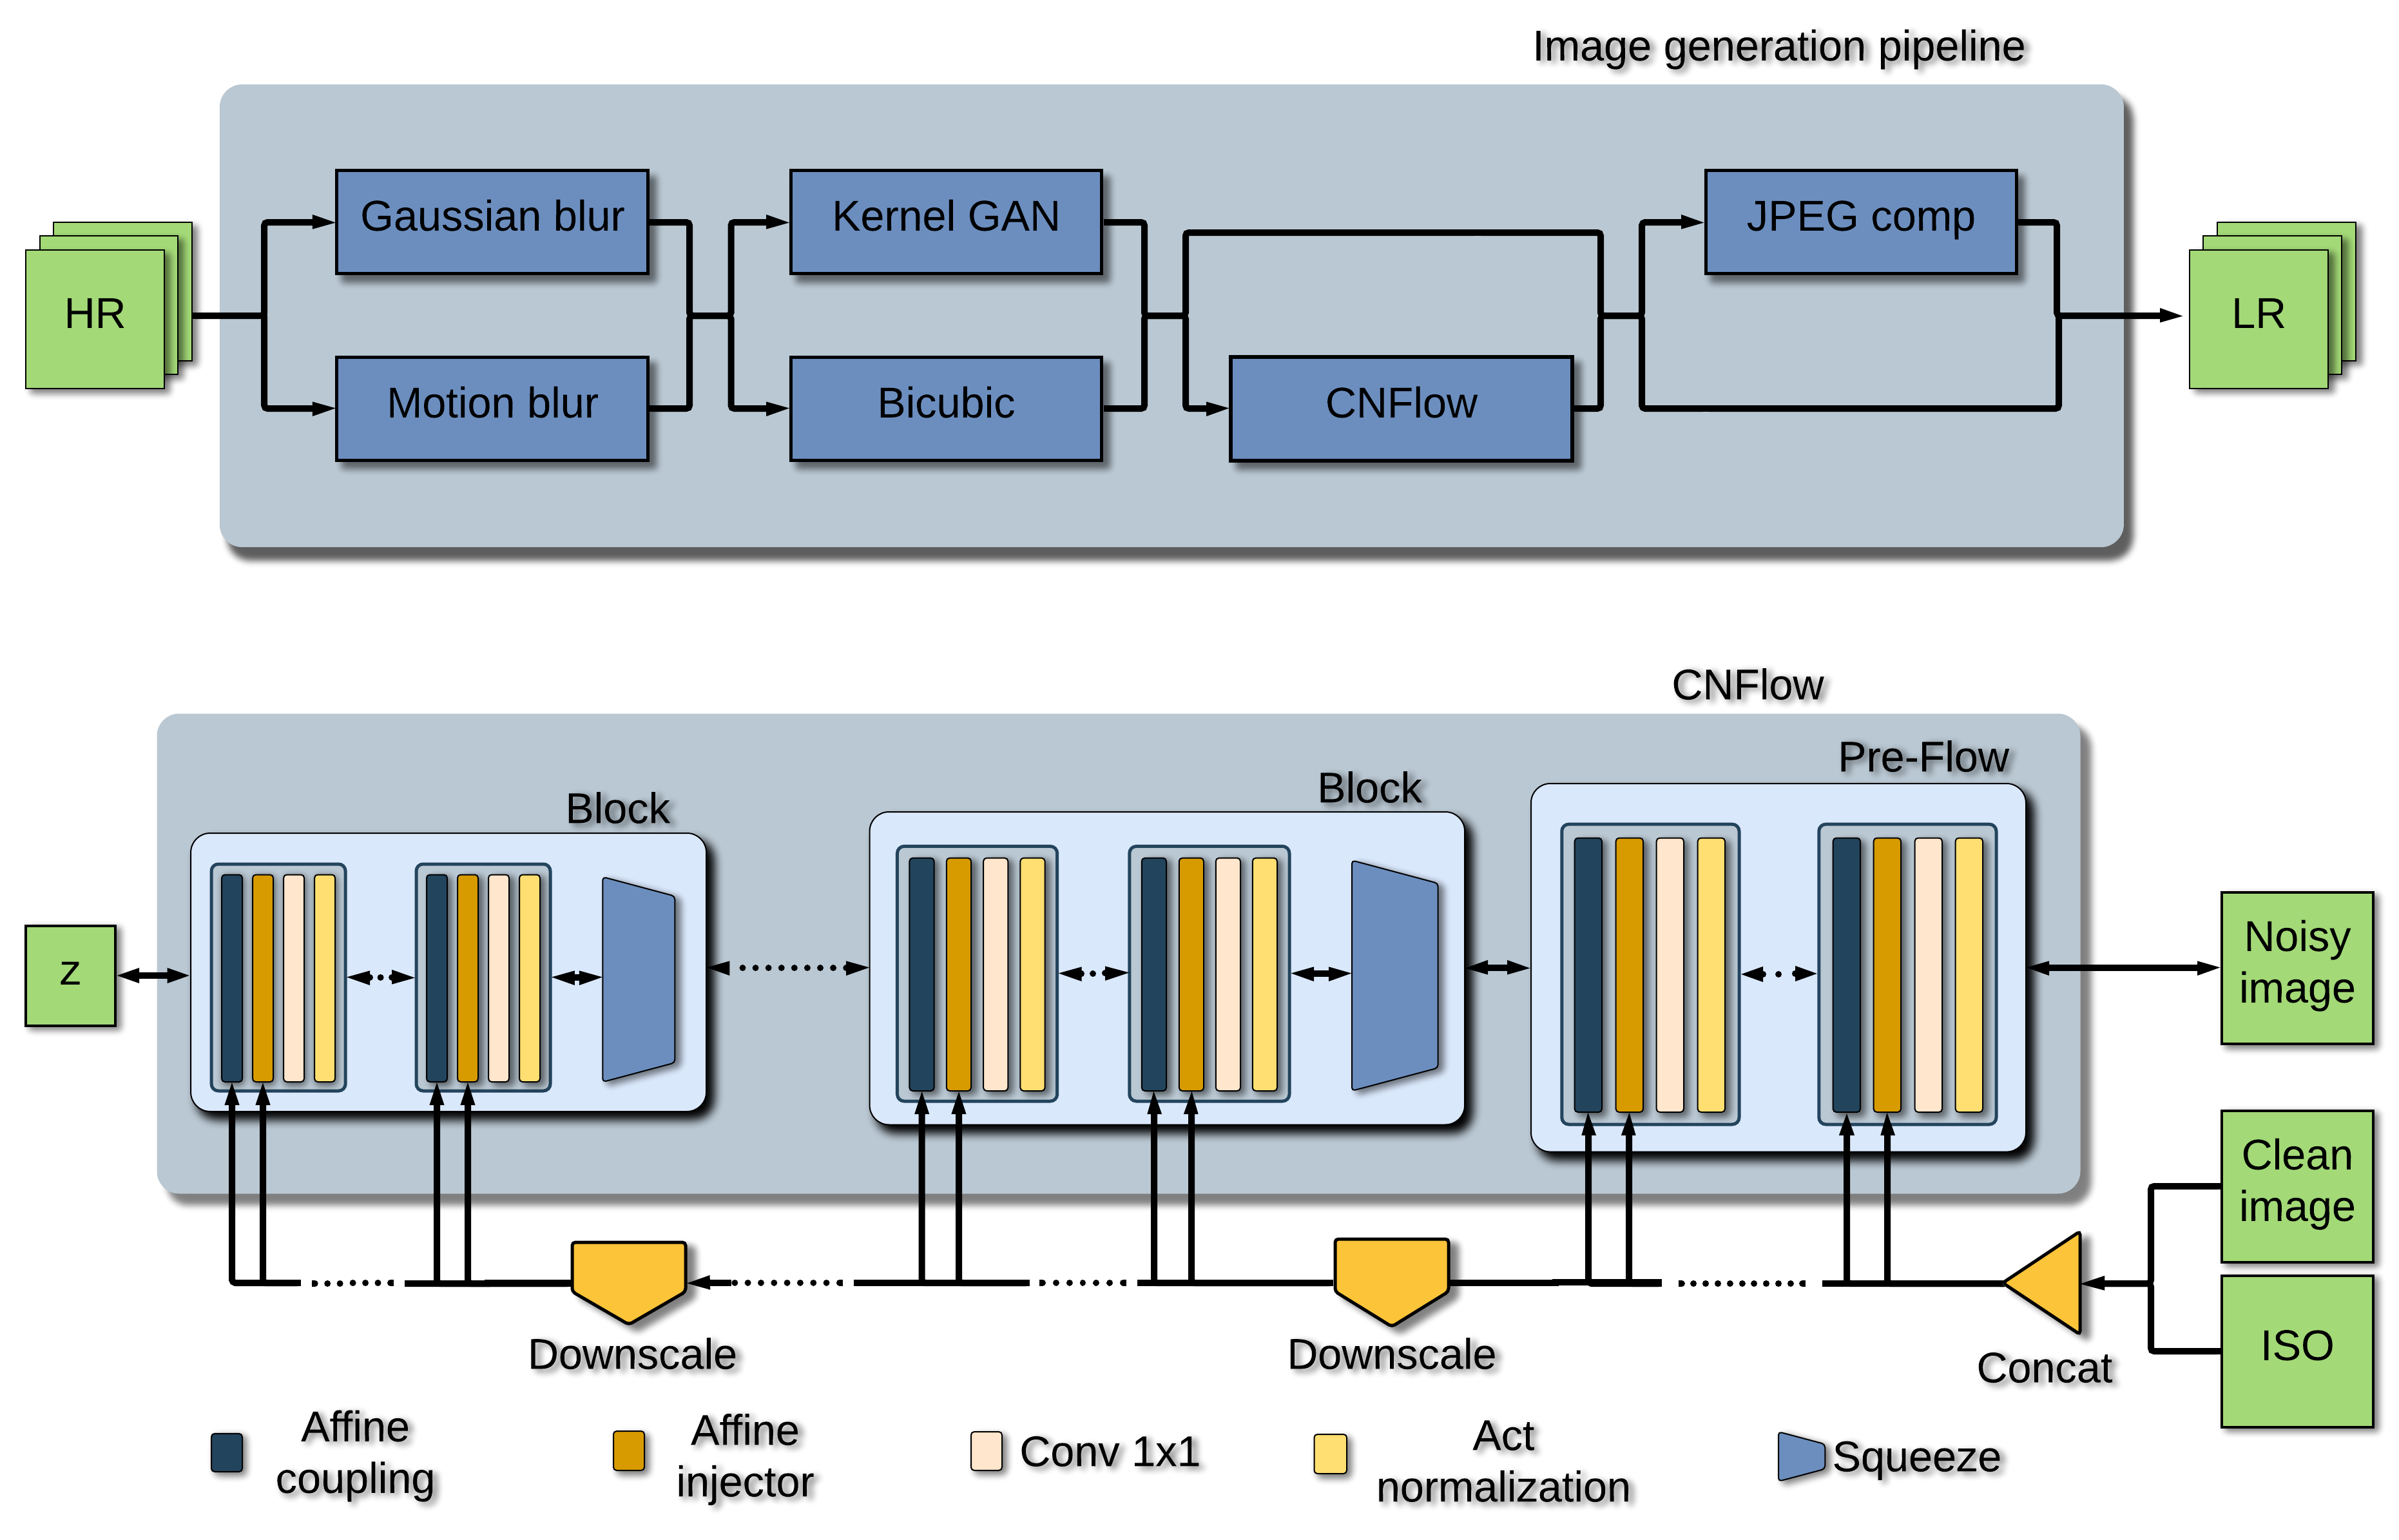 Image generation pipeline
Gaussian blur
Kernel GAN
JPEG comp
HR
LR
Motion blur
Bicubic
CNFlow
CNFlow
Pre-Flow
Block
Block
z
Noisy
image
Clean
image
ISO
Downscale
Downscale
Concat
Affine
coupling
Affine
injector
Conv 1x1
Act
normalization
Squeeze